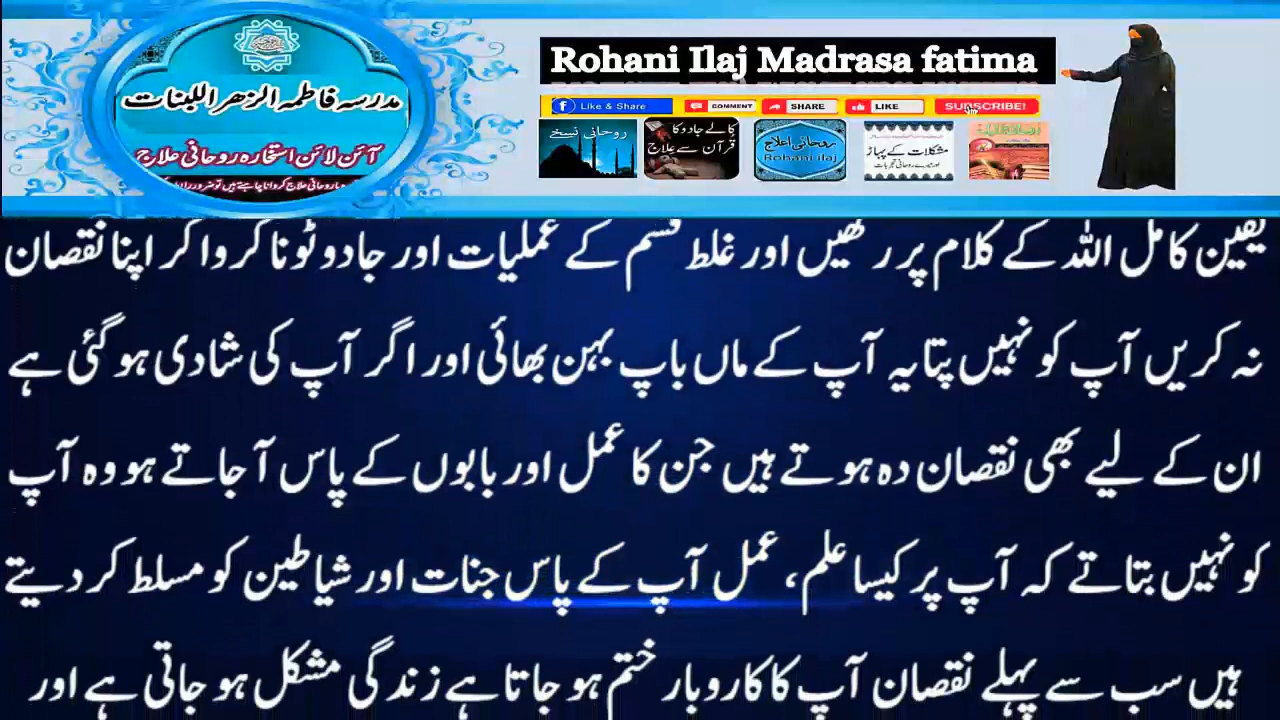 مدرسہ فاطمہ الزھرا للبنات
آئن لائن استخارہ روحانی علاج
Rohani Ilaj Madrasa fatima
Like & Share
COMMENT
SHARE
LIKE
SUBSCRIBE!
روحانی نسخ
کالے جادو کا
قرآن سے علاج
روحانی علاج
Rohani ilaj
مشکلات کے پہاڑ
یقین کامل اللہ کے کلام پر رکھیں اور غلط قسم کے عملیات اور جادو ٹونا کروا کر اپنا نقصان
نہ کریں آپ کو نہیں پتا یہ آپ کے ماں باپ بہن بھائی اور اگر آپ کی شادی ہو گئی ہے
ان کے لیے بھی نقصان دہ ہوتے ہیں جن کا عمل اور بابوں کے پاس آ جاتے ہو وہ آپ
کو نہیں بتاتے کہ آپ پر کیسا علم، عمل آپ کے پاس جنات اور شیاطین کو مسلط کر دیتے
ہیں سب سے پہلے نقصان آپ کا کاروبار ختم ہو جاتا ہے زندگی مشکل ہو جاتی ہے اور